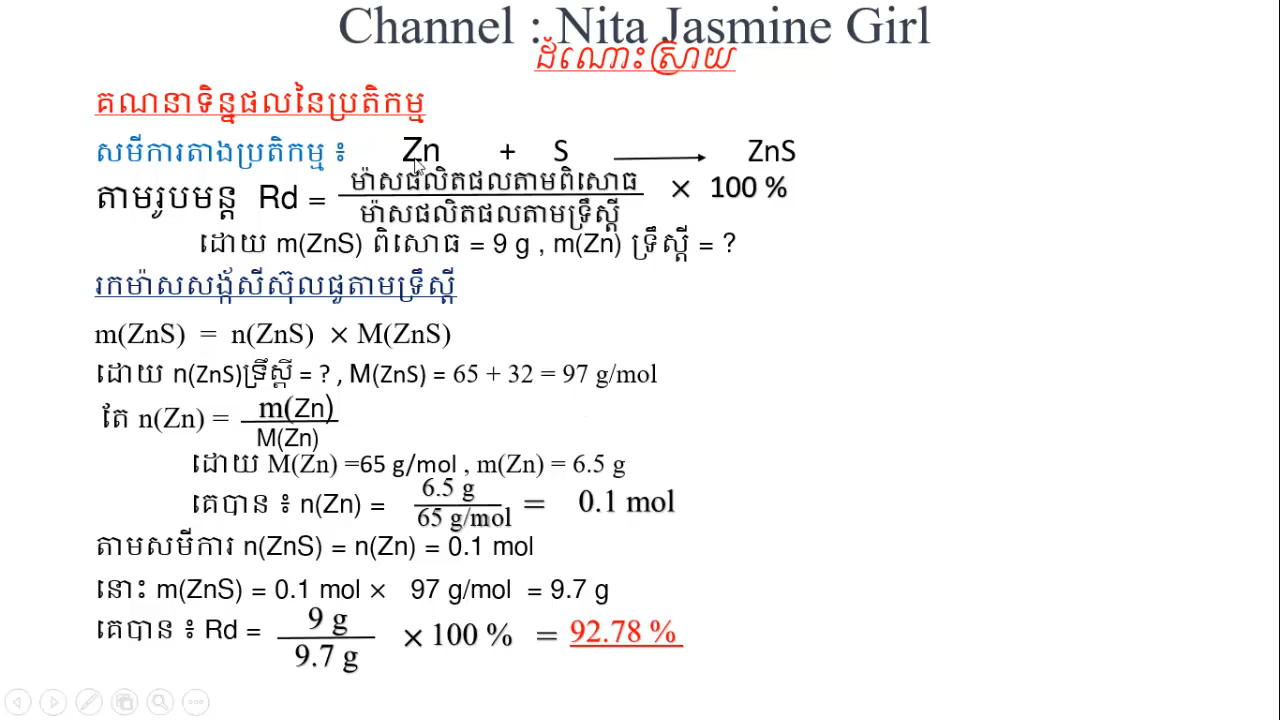 Channel : Nita Jasmine Girl
ដំណោះស្រាយ
គណនាទិន្នផលនៃប្រតិកម្ម
សមីការតាងប្រតិកម្ម ៖ Zn + S ⟶ ZnS
តាមរូបមន្ត Rd = ម៉ាសផលិតផលតាមពិសោធ / ម៉ាសផលិតផលតាមទ្រឹស្តី × 100 %
ដោយ m(ZnS) ពិសោធ = 9 g , m(Zn) ទ្រឹស្តី = ?
រកម៉ាសសង្ក័សីស៊ុលផួតាមទ្រឹស្តី
m(ZnS) = n(ZnS) × M(ZnS)
ដោយ n(ZnS)ទ្រឹស្តី = ? , M(ZnS) = 65 + 32 = 97 g/mol
តែ n(Zn) = m(Zn) / M(Zn)
ដោយ M(Zn) =65 g/mol , m(Zn) = 6.5 g
គេបាន ៖ n(Zn) = 6.5 g / 65 g/mol = 0.1 mol
តាមសមីការ n(ZnS) = n(Zn) = 0.1 mol
នោះ m(ZnS) = 0.1 mol × 97 g/mol = 9.7 g
គេបាន ៖ Rd = 9 g / 9.7 g × 100 % = 92.78 %